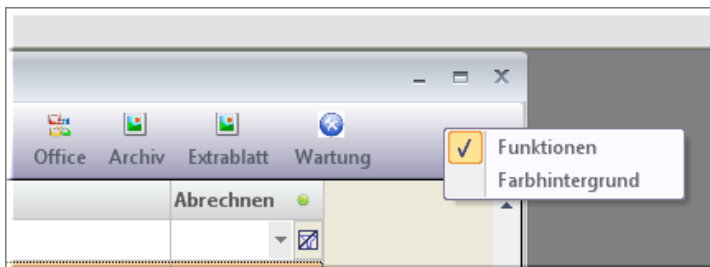 Office Archiv Extrablatt Wartung
Funktionen
Farbhintergrund
Abrechnen